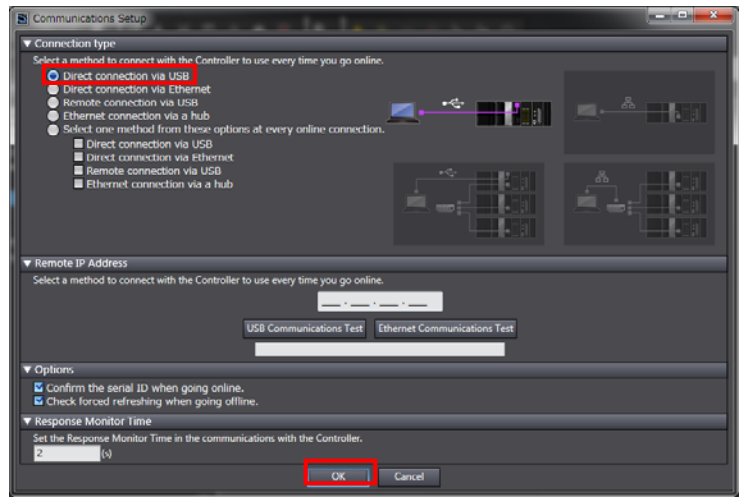 Communications Setup
▼ Connection type
Select a method to connect with the Controller to use every time you go online.
Direct connection via USB
Direct connection via Ethernet
Remote connection via USB
Ethernet connection via a hub
Select one method from these options at every online connection.
Direct connection via USB
Direct connection via Ethernet
Remote connection via USB
Ethernet connection via a hub
▼ Remote IP Address
Select a method to connect with the Controller to use every time you go online.
___ . ___ . ___ . ___
USB Communications Test Ethernet Communications Test
▼ Options
Confirm the serial ID when going online.
Check forced refreshing when going offline.
▼ Response Monitor Time
Set the Response Monitor Time in the communications with the Controller.
2 (s)
OK Cancel